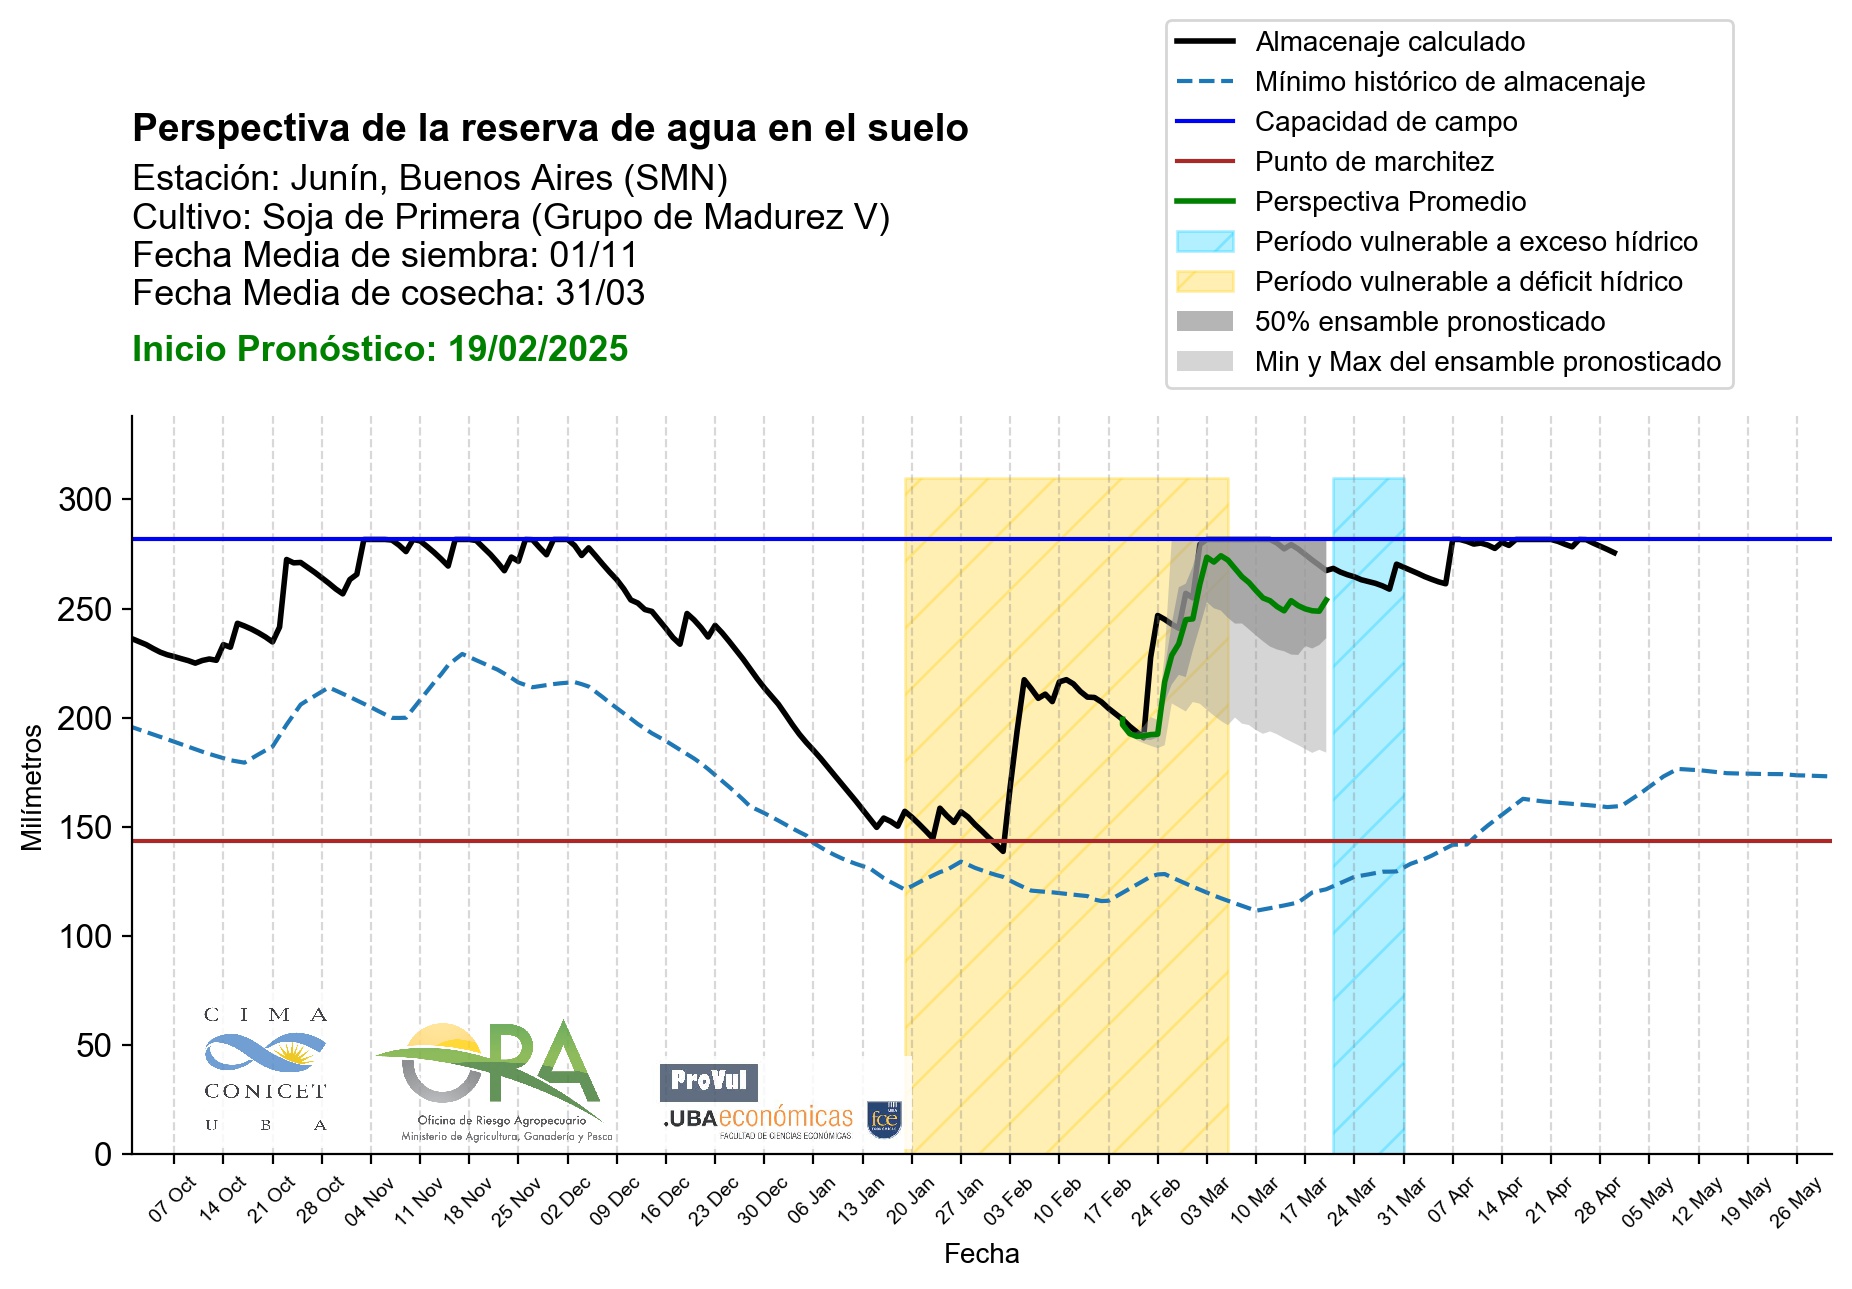 Almacenaje calculado
Mínimo histórico de almacenaje
Capacidad de campo
Punto de marchitez
Perspectiva Promedio
Período vulnerable a exceso hídrico
Período vulnerable a déficit hídrico
50% ensamble pronosticado
Min y Max del ensamble pronosticado
Perspectiva de la reserva de agua en el suelo
Estación: Junín, Buenos Aires (SMN)
Cultivo: Soja de Primera (Grupo de Madurez V)
Fecha Media de siembra: 01/11
Fecha Media de cosecha: 31/03
Inicio Pronóstico: 19/02/2025
Milímetros
300
250
200
150
100
50
0
CIMA
CONICET
UBA
ORA
Oficina de Riesgo Agropecuario
Ministerio de Agricultura, Ganadería y Pesca
ProVul
.UBAeconómicas
FACULTAD DE CIENCIAS ECONÓMICAS
UBA
fce
ECONÓMICAS
07 Oct
14 Oct
21 Oct
28 Oct
04 Nov
11 Nov
18 Nov
25 Nov
02 Dec
09 Dec
16 Dec
23 Dec
30 Dec
06 Jan
13 Jan
20 Jan
27 Jan
03 Feb
10 Feb
17 Feb
24 Feb
03 Mar
10 Mar
17 Mar
24 Mar
31 Mar
07 Apr
14 Apr
21 Apr
28 Apr
05 May
12 May
19 May
26 May
Fecha